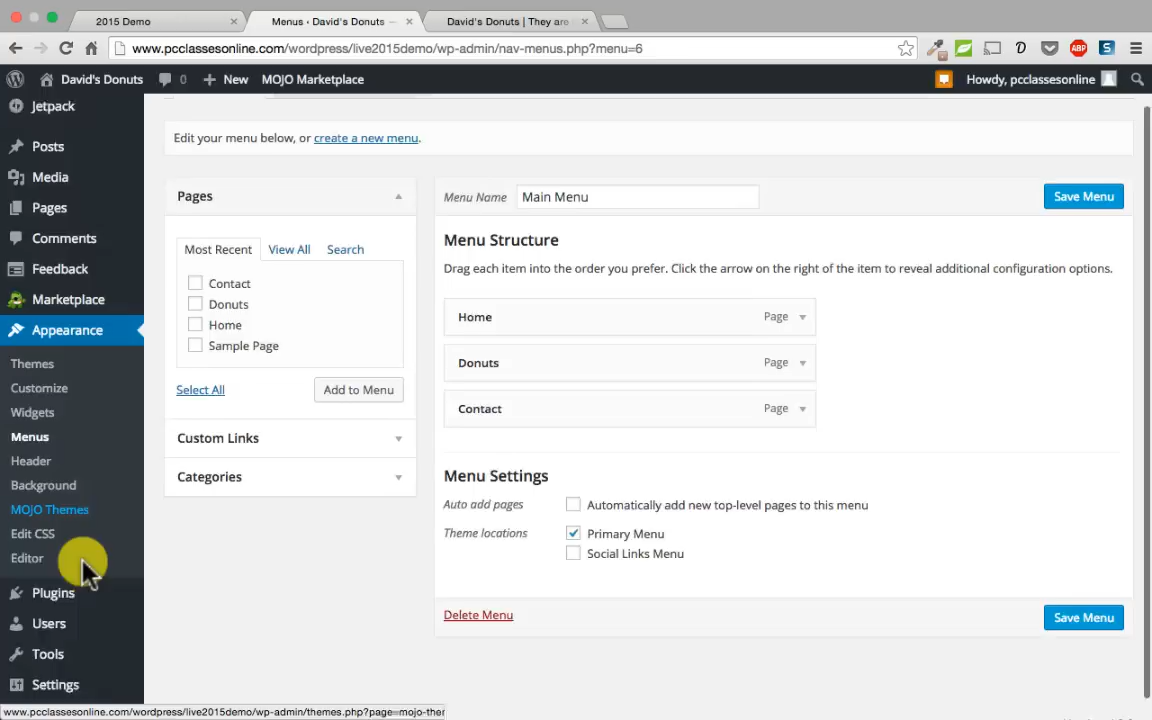 2015 Demo
Menus ‹ David's Donuts —
David's Donuts | They are
www.pcclassesonline.com/wordpress/live2015demo/wp-admin/nav-menus.php?menu=6
ABP
David's Donuts
0
New
MOJO Marketplace
Howdy, pcclassesonline
Jetpack
Posts
Media
Pages
Comments
Feedback
Marketplace
Appearance
Themes
Customize
Widgets
Menus
Header
Background
MOJO Themes
Edit CSS
Editor
Plugins
Users
Tools
Settings
Edit your menu below, or create a new menu.
Pages
Most Recent
View All
Search
Contact
Donuts
Home
Sample Page
Select All
Add to Menu
Custom Links
Categories
Menu Name
Main Menu
Save Menu
Menu Structure
Drag each item into the order you prefer. Click the arrow on the right of the item to reveal additional configuration options.
Home
Page
Donuts
Page
Contact
Page
Menu Settings
Auto add pages
Automatically add new top-level pages to this menu
Theme locations
Primary Menu
Social Links Menu
Delete Menu
Save Menu
www.pcclassesonline.com/wordpress/live2015demo/wp-admin/themes.php?page=mojo-ther